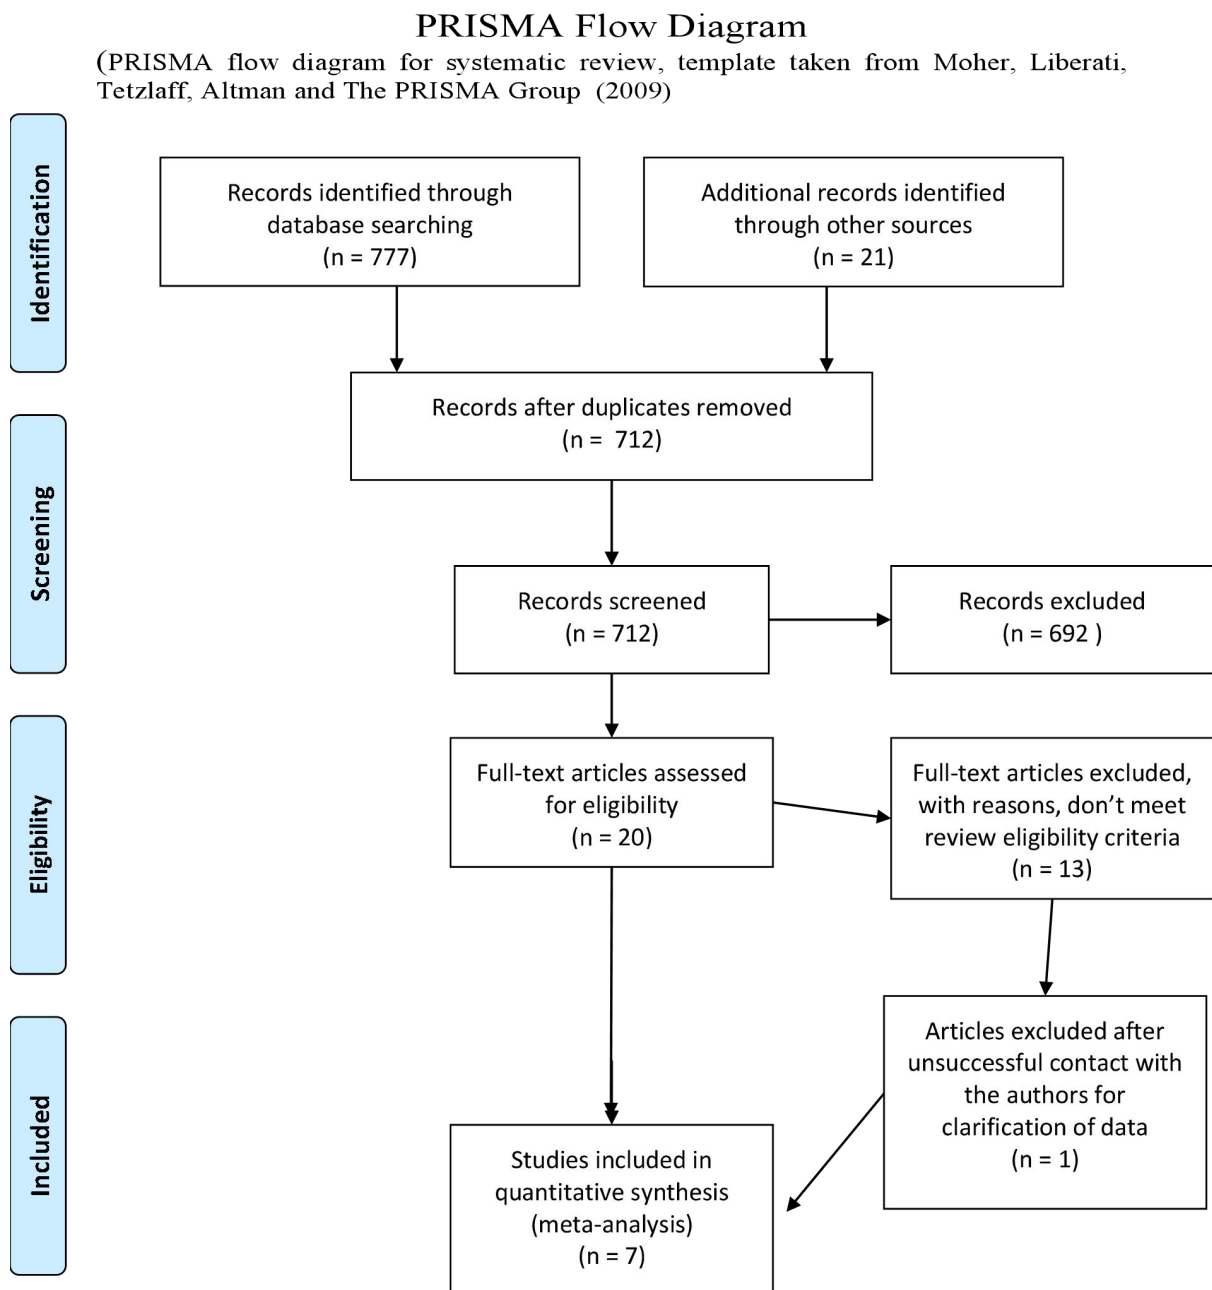 PRISMA Flow Diagram
(PRISMA flow diagram for systematic review, template taken from Moher, Liberati,
Tetzlaff, Altman and The PRISMA Group (2009)
Identification
Records identified through
database searching
(n = 777)
Additional records identified
through other sources
(n = 21)
Records after duplicates removed
(n = 712)
Screening
Records screened
(n = 712)
Records excluded
(n = 692 )
Eligibility
Full-text articles assessed
for eligibility
(n = 20)
Full-text articles excluded,
with reasons, don’t meet
review eligibility criteria
(n = 13)
Included
Articles excluded after
unsuccessful contact with
the authors for
clarification of data
(n = 1)
Studies included in
quantitative synthesis
(meta-analysis)
(n = 7)